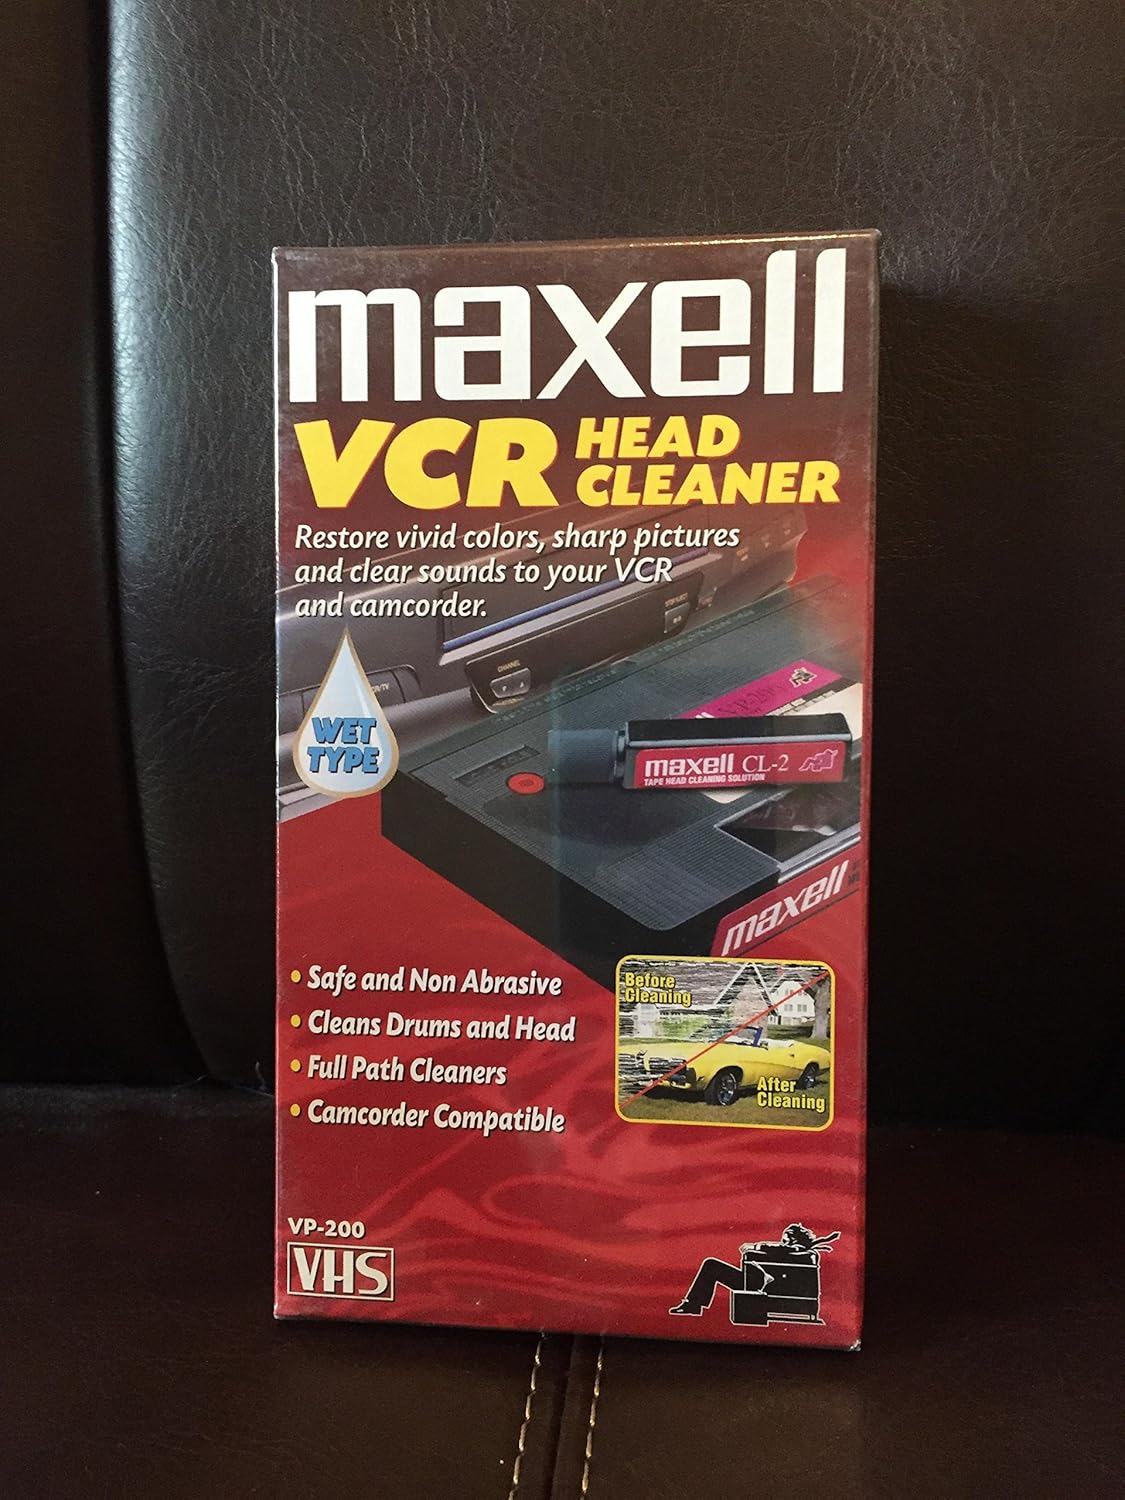 maxell
VCR HEAD CLEANER
Restore vivid colors, sharp pictures
and clear sounds to your VCR
and camcorder.
CHANNEL
WET
TYPE
maxell CL-2
TAPE HEAD CLEANING SOLUTION
maxell
• Safe and Non Abrasive
• Cleans Drums and Head
• Full Path Cleaners
• Camcorder Compatible
Before
Cleaning
After
Cleaning
VP-200
VHS